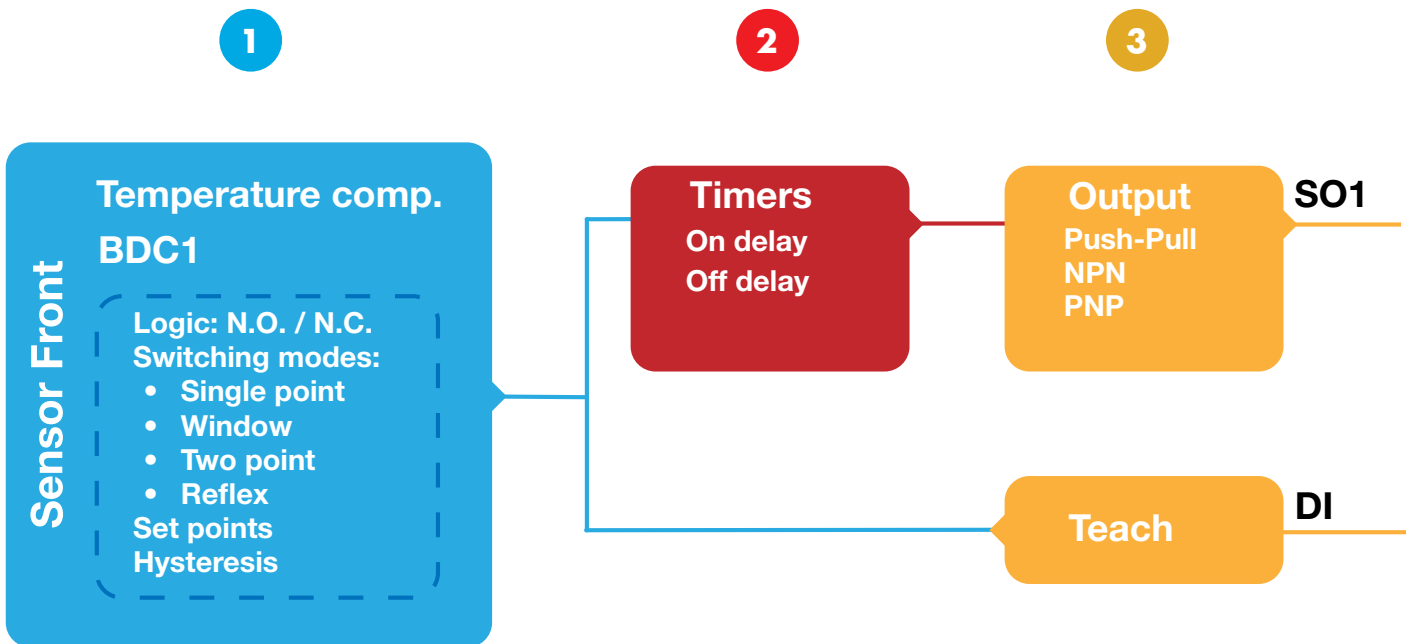 1
2
3
Sensor Front
Temperature comp.
BDC1
Logic: N.O. / N.C.
Switching modes:
• Single point
• Window
• Two point
• Reflex
Set points
Hysteresis
Timers
On delay
Off delay
Output
Push-Pull
NPN
PNP
SO1
Teach
DI